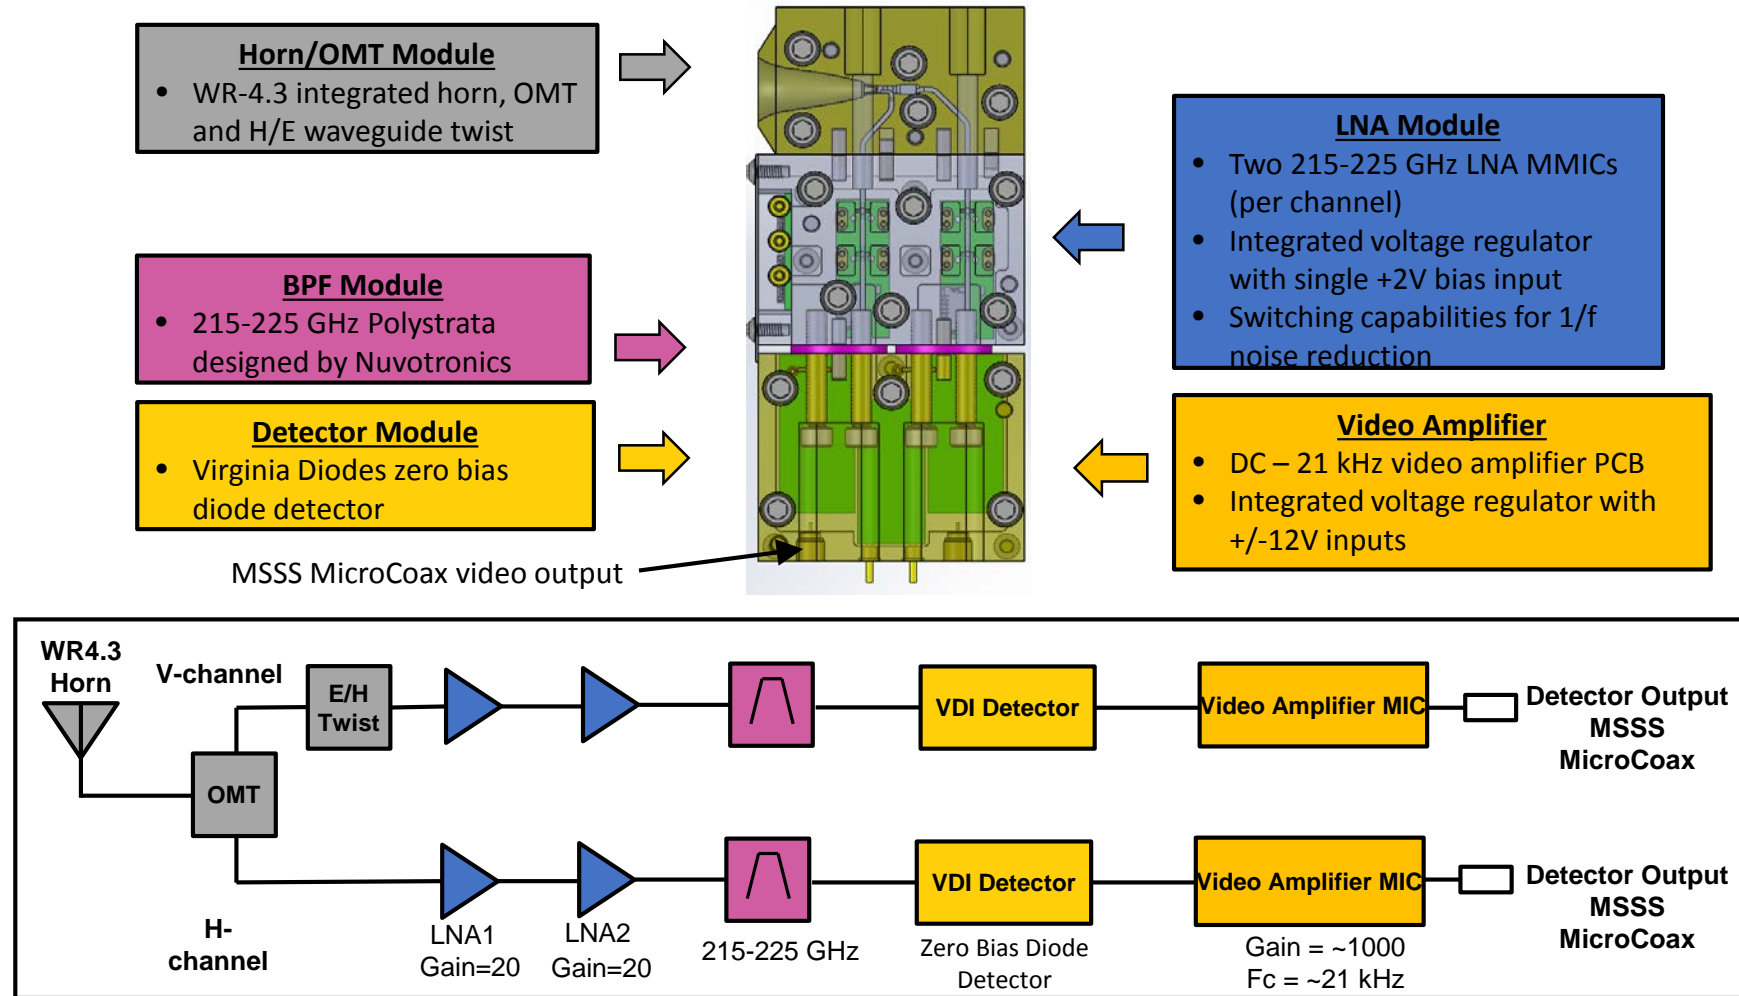 Horn/OMT Module
• WR-4.3 integrated horn, OMT
and H/E waveguide twist
LNA Module
• Two 215-225 GHz LNA MMICs
(per channel)
• Integrated voltage regulator
with single +2V bias input
• Switching capabilities for 1/f
noise reduction
BPF Module
• 215-225 GHz Polystrata
designed by Nuvotronics
Detector Module
• Virginia Diodes zero bias
diode detector
Video Amplifier
• DC – 21 kHz video amplifier PCB
• Integrated voltage regulator with
+/-12V inputs
MSSS MicroCoax video output
WR4.3
Horn
V-channel
E/H
Twist
VDI Detector
Video Amplifier MIC
Detector Output
MSSS
MicroCoax
OMT
H-
channel
LNA1
Gain=20
LNA2
Gain=20
215-225 GHz
VDI Detector
Zero Bias Diode
Detector
Video Amplifier MIC
Gain = ~1000
Fc = ~21 kHz
Detector Output
MSSS
MicroCoax